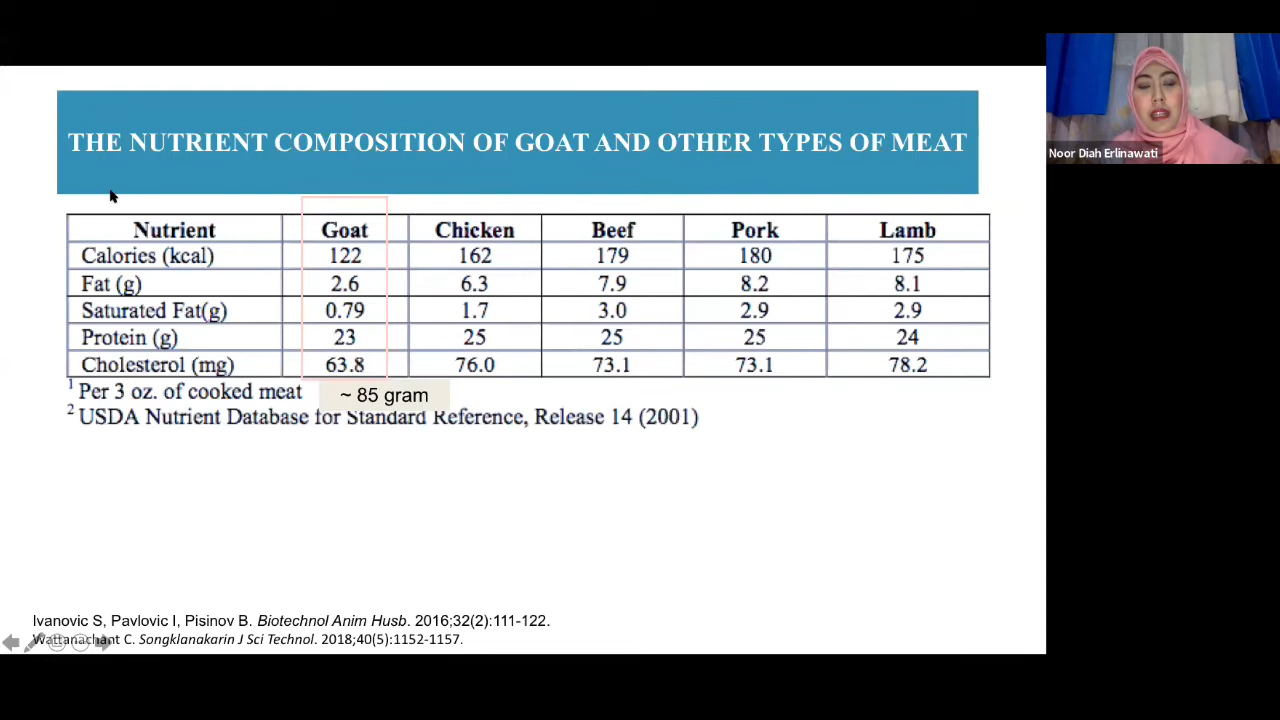 THE NUTRIENT COMPOSITION OF GOAT AND OTHER TYPES OF MEAT
Noor Diah Erlinawati
Nutrient Goat Chicken Beef Pork Lamb
Calories (kcal) 122 162 179 180 175
Fat (g) 2.6 6.3 7.9 8.2 8.1
Saturated Fat(g) 0.79 1.7 3.0 2.9 2.9
Protein (g) 23 25 25 25 24
Cholesterol (mg) 63.8 76.0 73.1 73.1 78.2
1 Per 3 oz. of cooked meat ~ 85 gram
2 USDA Nutrient Database for Standard Reference, Release 14 (2001)
Ivanovic S, Pavlovic I, Pisinov B. Biotechnol Anim Husb. 2016;32(2):111-122.
Wattanachant C. Songklanakarin J Sci Technol. 2018;40(5):1152-1157.